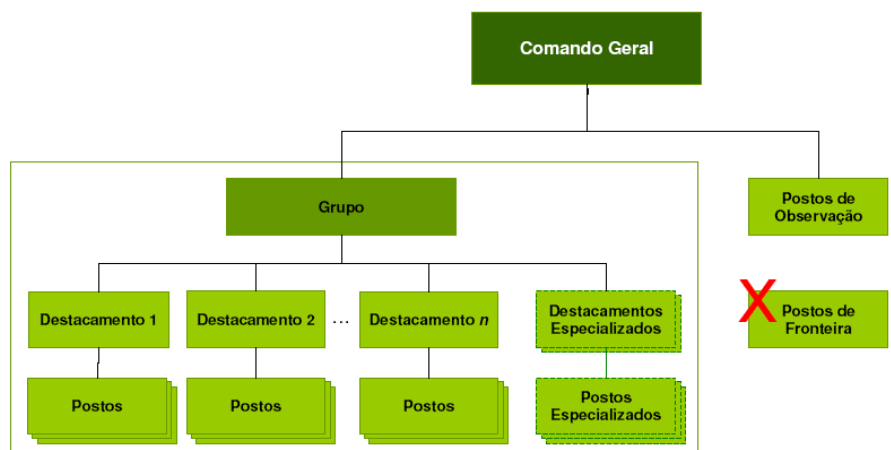 Comando Geral
Grupo
Postos de
Observação
Destacamento 1
Destacamento 2
...
Destacamento n
Destacamentos
Especializados
X
Postos de
Fronteira
Postos
Postos
Postos
Postos
Especializados